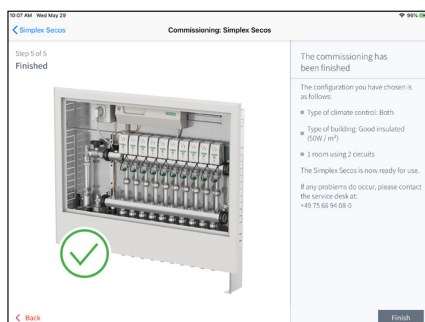 10:07 AM Wed May 29
96%
Simplex Secos
Commissioning: Simplex Secos
Step 5 of 5
Finished
The commissioning has
been finished
The configuration you have chosen is
as follows:
Type of climate control: Both
Type of building: Good insulated
(50W / m²)
1 room using 2 circuits
The Simplex Secos is now ready for use.
If any problems do occur, please contact
the service desk at:
+49 75 66 94 08-0
Back
Finish